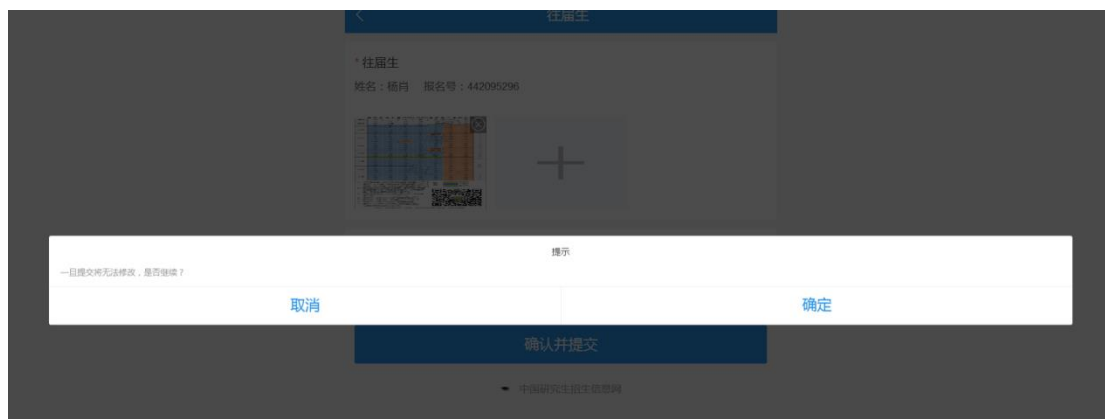 往届生
*往届生
姓名：杨肖 报名号：442095296
提示
一旦提交将无法修改，是否继续？
取消 确定
确认并提交
中国研究生招生信息网